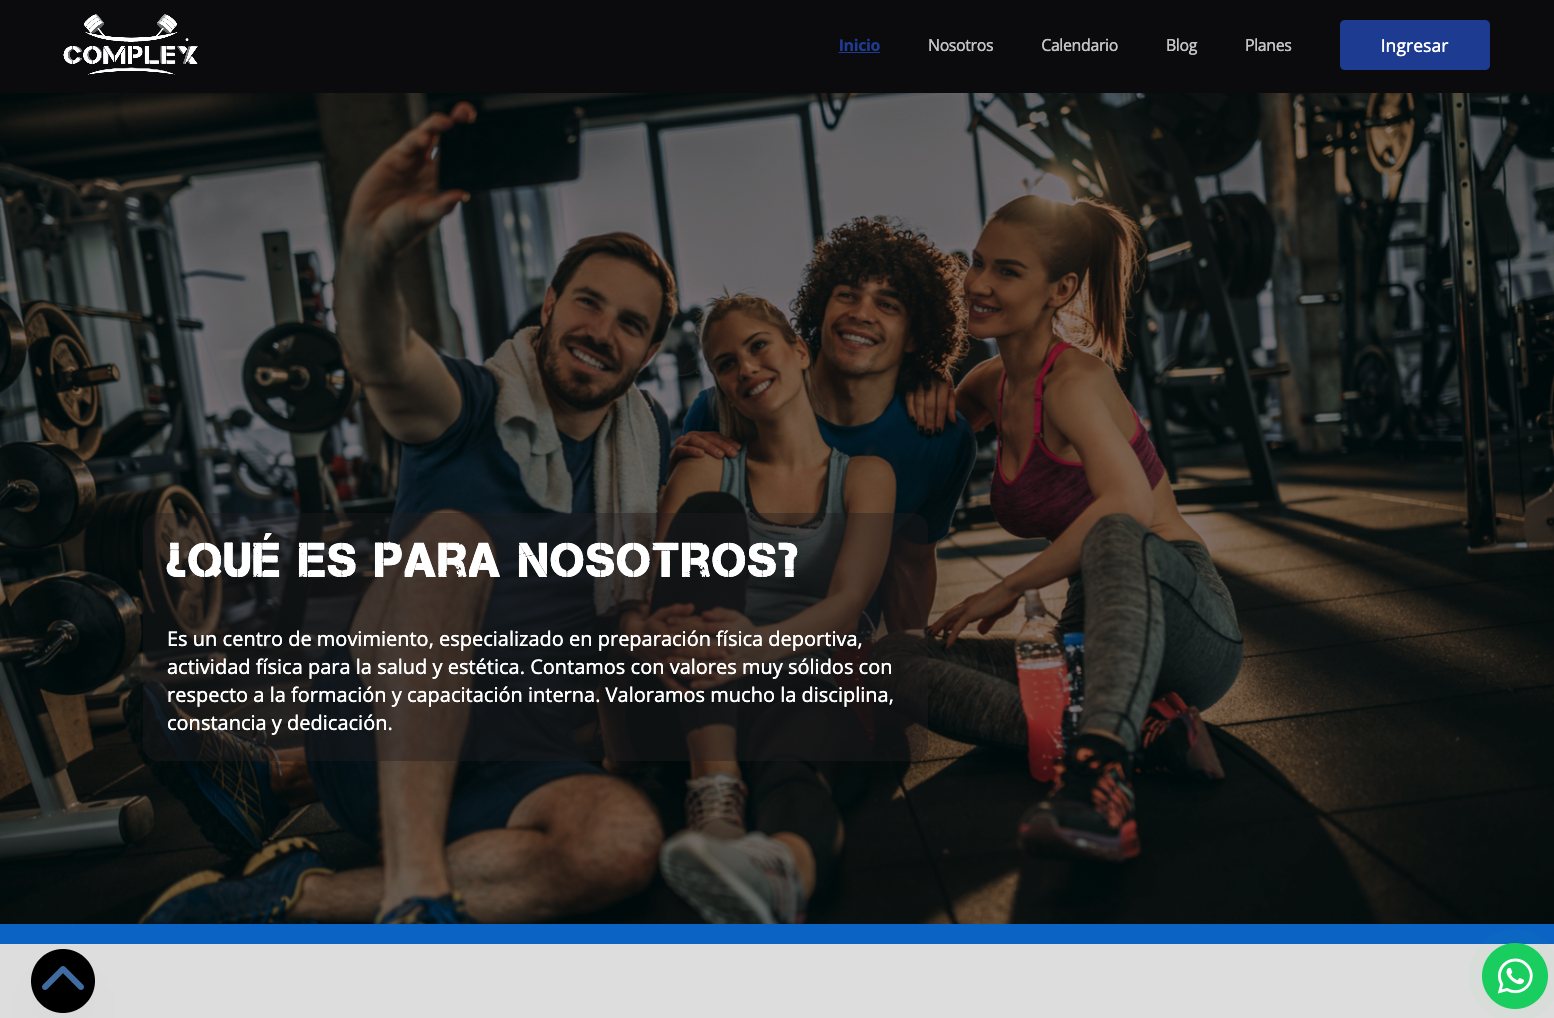 COMPLEX
Inicio
Nosotros
Calendario
Blog
Planes
Ingresar
¿QUÉ ES PARA NOSOTROS?
Es un centro de movimiento, especializado en preparación física deportiva,
actividad física para la salud y estética. Contamos con valores muy sólidos con
respecto a la formación y capacitación interna. Valoramos mucho la disciplina,
constancia y dedicación.